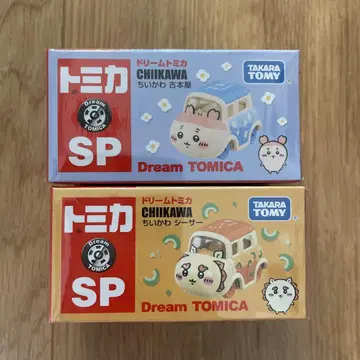 トミカ
Dream
TOMICA
SP
ドリームトミカ
CHIIKAWA
ちいかわ 古本屋
TAKARA
TOMY
Dream TOMICA
トミカ
Dream
TOMICA
SP
ドリームトミカ
CHIIKAWA
ちいかわ シーサー
TAKARA
TOMY
Dream TOMICA